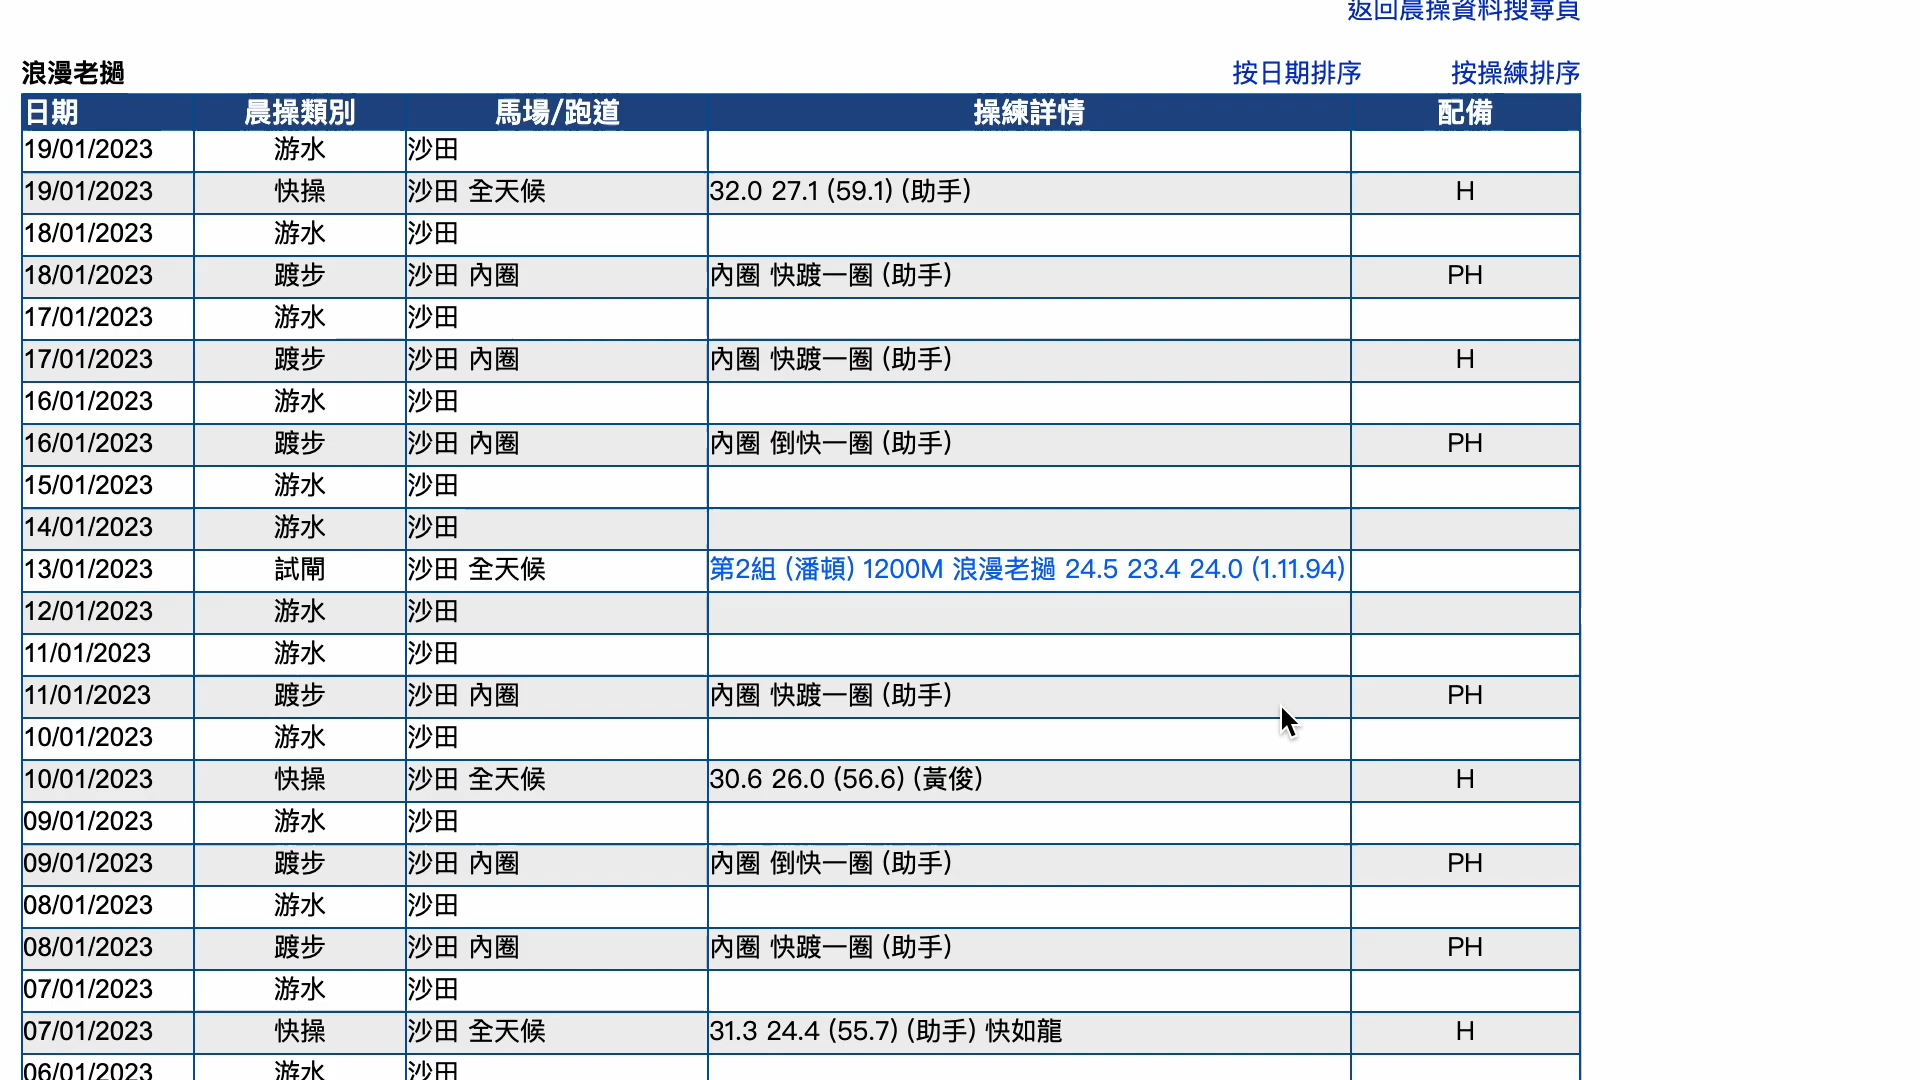 返回晨操資料搜尋頁
浪漫老撾 按日期排序 按操練排序
日期 晨操類別 馬場/跑道 操練詳情 配備
19/01/2023 游水 沙田
19/01/2023 快操 沙田 全天候 32.0 27.1 (59.1) (助手) H
18/01/2023 游水 沙田
18/01/2023 踱步 沙田 內圈 內圈 快踱一圈 (助手) PH
17/01/2023 游水 沙田
17/01/2023 踱步 沙田 內圈 內圈 快踱一圈 (助手) H
16/01/2023 游水 沙田
16/01/2023 踱步 沙田 內圈 內圈 倒快一圈 (助手) PH
15/01/2023 游水 沙田
14/01/2023 游水 沙田
13/01/2023 試閘 沙田 全天候 第2組 (潘頓) 1200M 浪漫老撾 24.5 23.4 24.0 (1.11.94)
12/01/2023 游水 沙田
11/01/2023 游水 沙田
11/01/2023 踱步 沙田 內圈 內圈 快踱一圈 (助手) PH
10/01/2023 游水 沙田
10/01/2023 快操 沙田 全天候 30.6 26.0 (56.6) (黃俊) H
09/01/2023 游水 沙田
09/01/2023 踱步 沙田 內圈 內圈 倒快一圈 (助手) PH
08/01/2023 游水 沙田
08/01/2023 踱步 沙田 內圈 內圈 快踱一圈 (助手) PH
07/01/2023 游水 沙田
07/01/2023 快操 沙田 全天候 31.3 24.4 (55.7) (助手) 快如龍 H
06/01/2023 游水 沙田